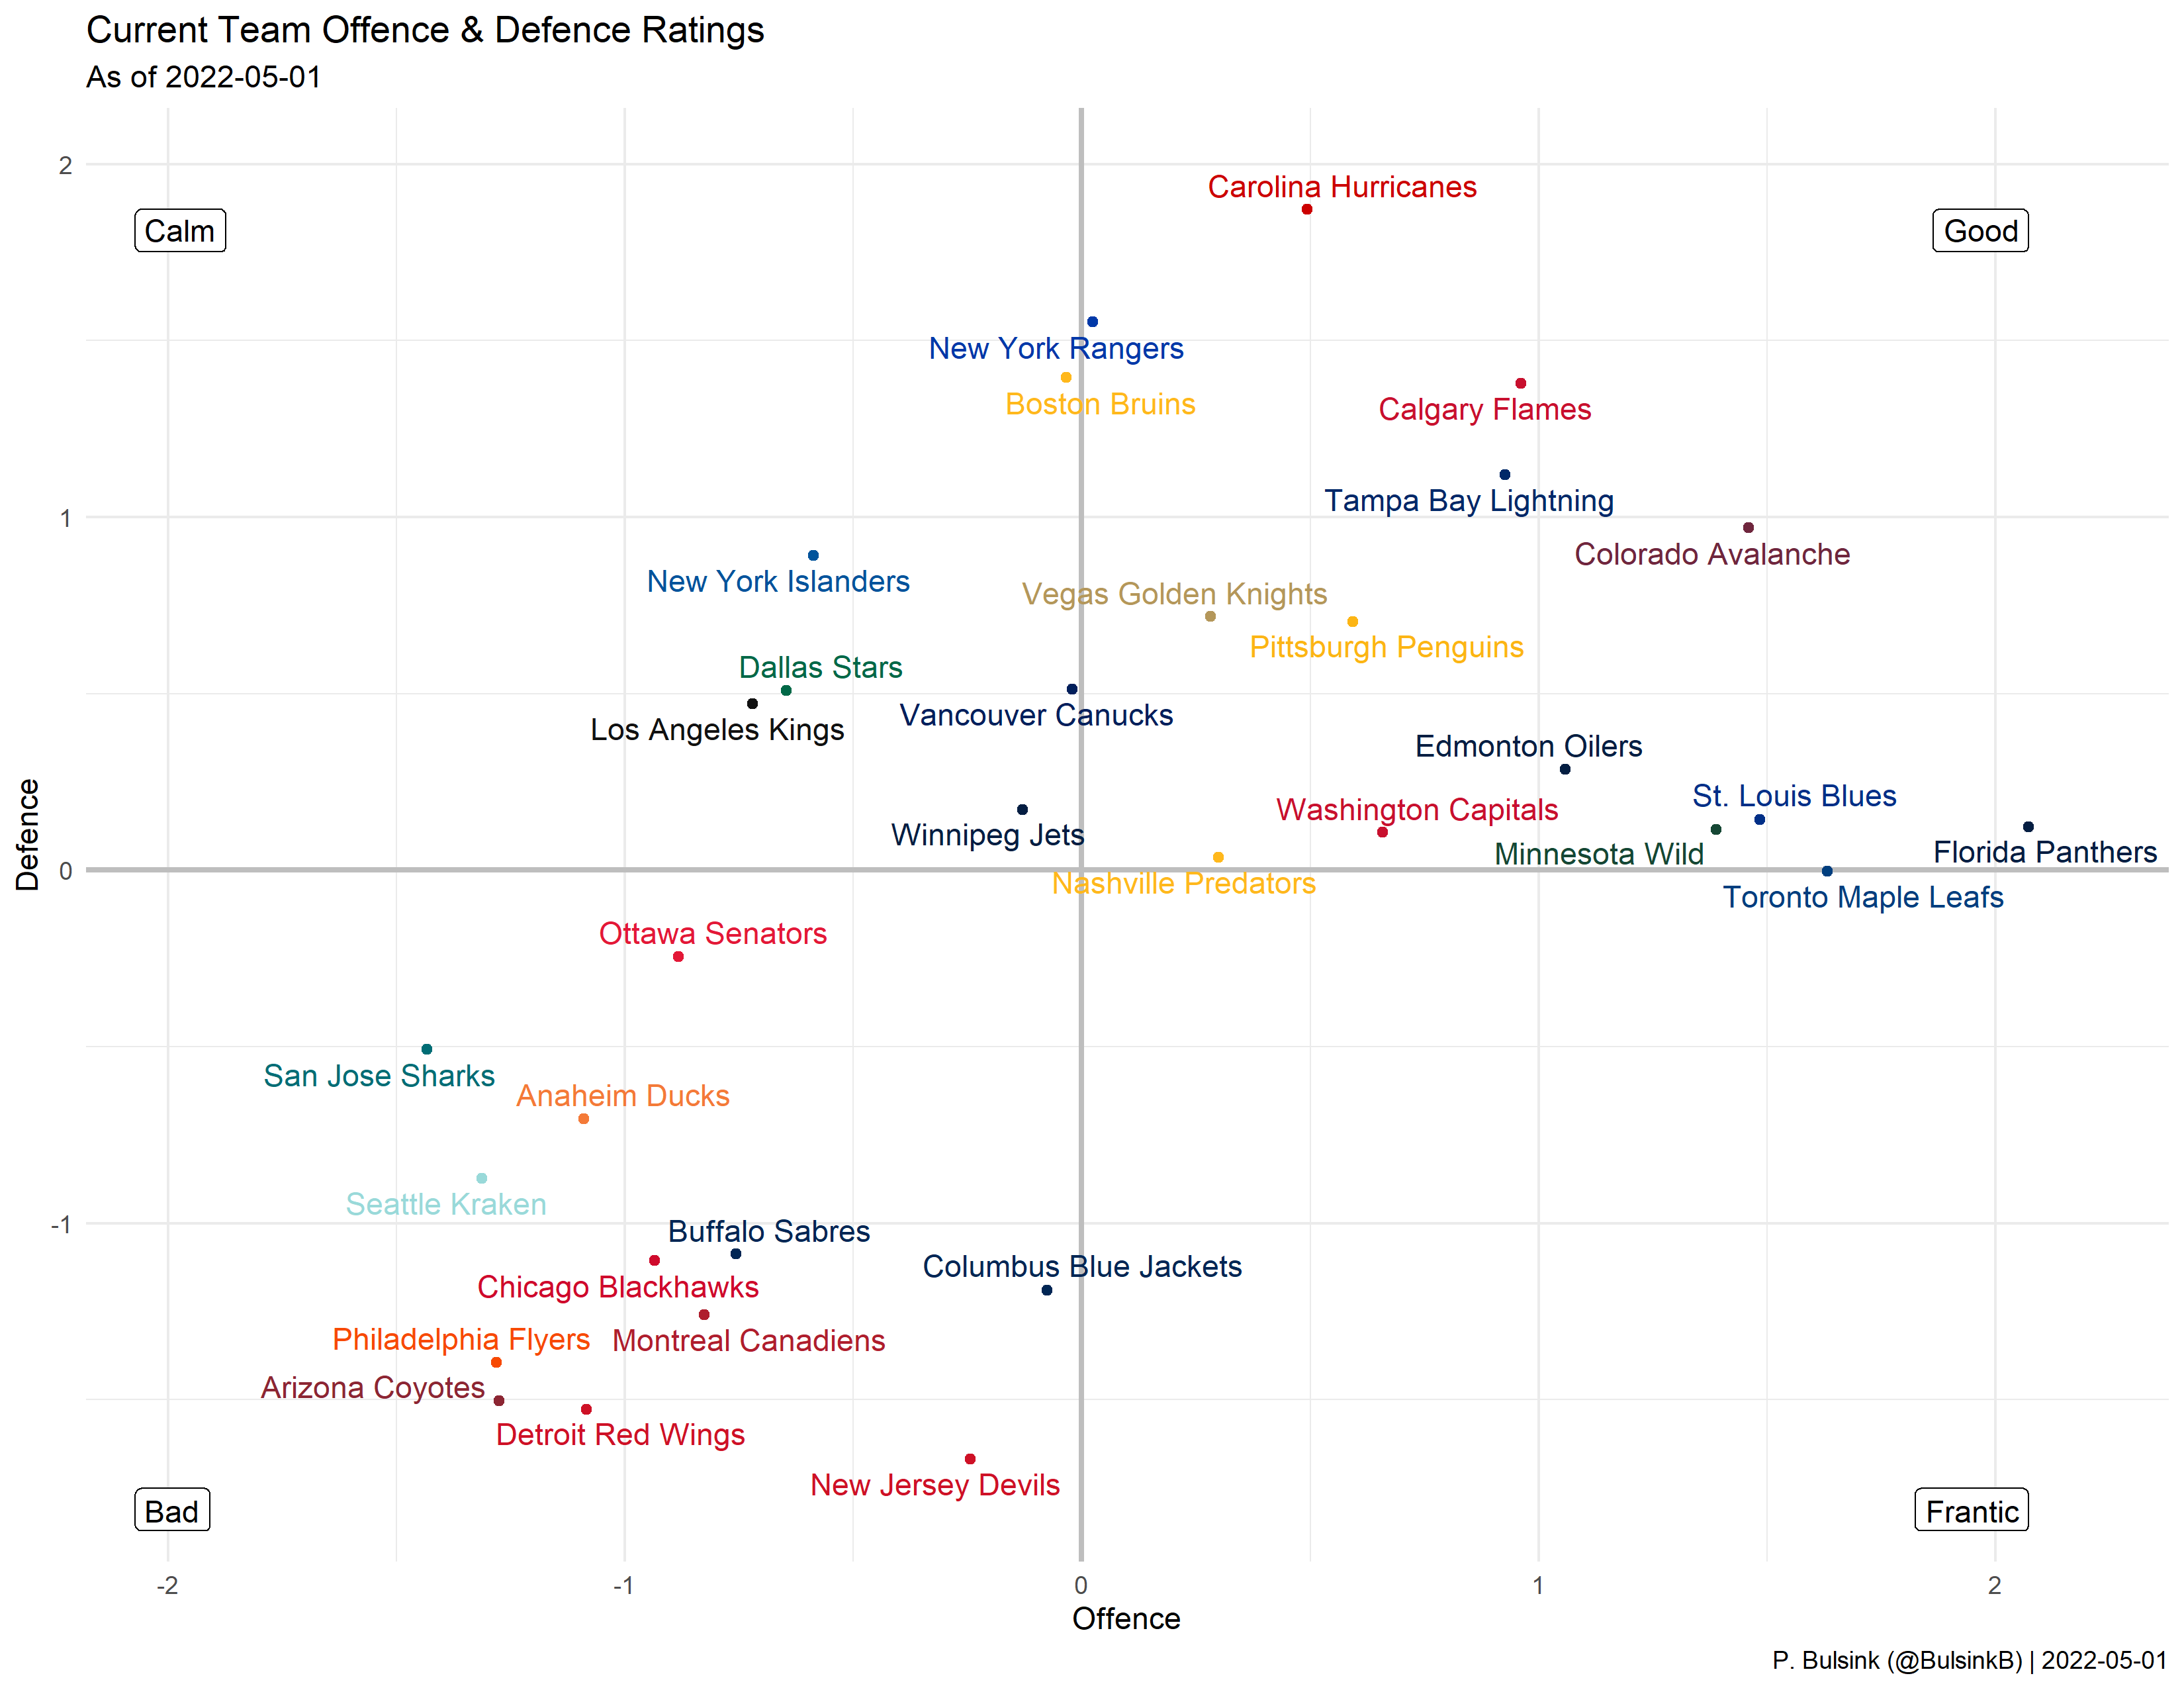 Current Team Offence & Defence Ratings
As of 2022-05-01
2
Carolina Hurricanes
Calm
Good
New York Rangers
Boston Bruins
Calgary Flames
Tampa Bay Lightning
1
Colorado Avalanche
New York Islanders
Vegas Golden Knights
Pittsburgh Penguins
Dallas Stars
Vancouver Canucks
Los Angeles Kings
Edmonton Oilers
St. Louis Blues
Washington Capitals
Winnipeg Jets
Minnesota Wild
Florida Panthers
Defence
0
Nashville Predators
Toronto Maple Leafs
Ottawa Senators
San Jose Sharks
Anaheim Ducks
Seattle Kraken
-1
Buffalo Sabres
Columbus Blue Jackets
Chicago Blackhawks
Philadelphia Flyers
Montreal Canadiens
Arizona Coyotes
Detroit Red Wings
New Jersey Devils
Bad
Frantic
-2
-1
0
1
2
Offence
P. Bulsink (@BulsinkB) | 2022-05-01